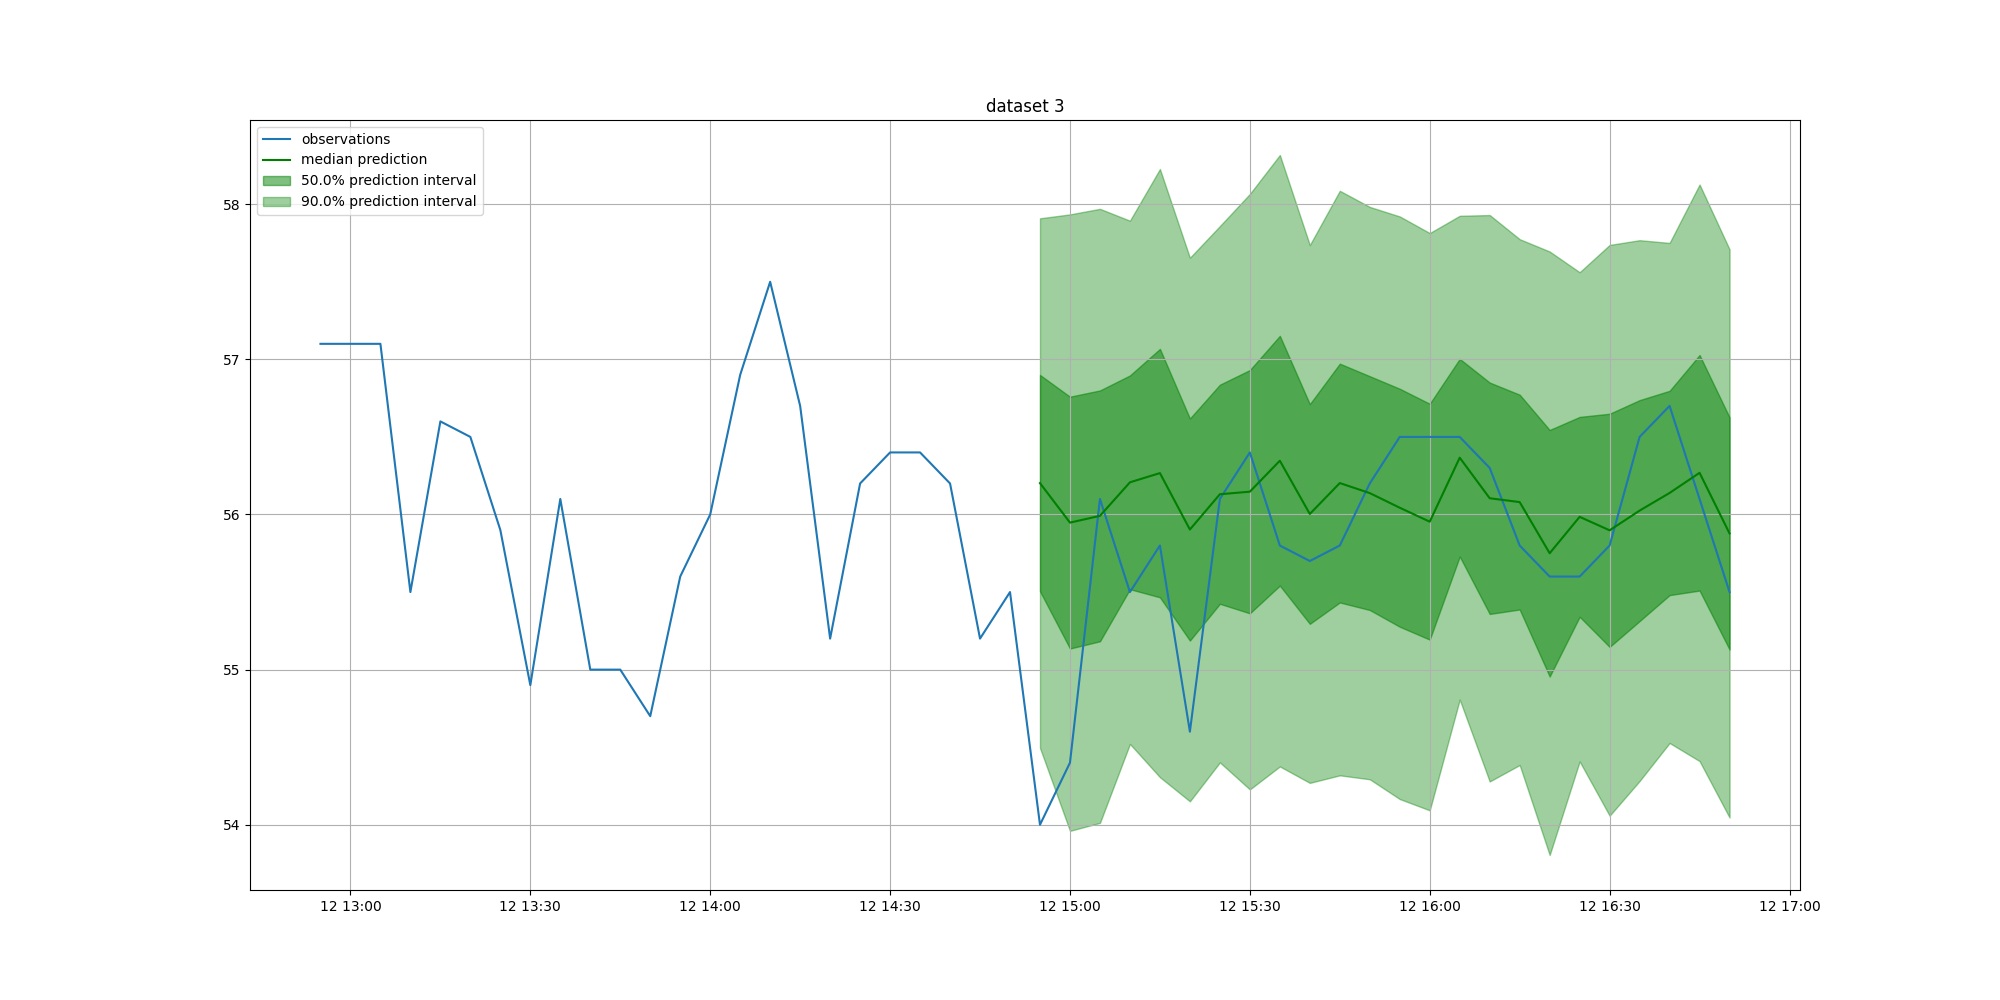 dataset 3
observations
median prediction
50.0% prediction interval
90.0% prediction interval
58
57
56
55
54
12 13:00 12 13:30 12 14:00 12 14:30 12 15:00 12 15:30 12 16:00 12 16:30 12 17:00